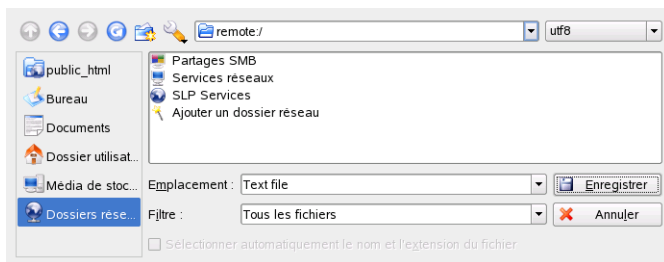 remote:/
utf8
public_html
Bureau
Documents
Dossier utilisat...
Média de stoc...
Dossiers rése...
Partages SMB
Services réseaux
SLP Services
Ajouter un dossier réseau
Emplacement : Text file
Enregistrer
Filtre : Tous les fichiers
Annuler
Sélectionner automatiquement le nom et l'extension du fichier